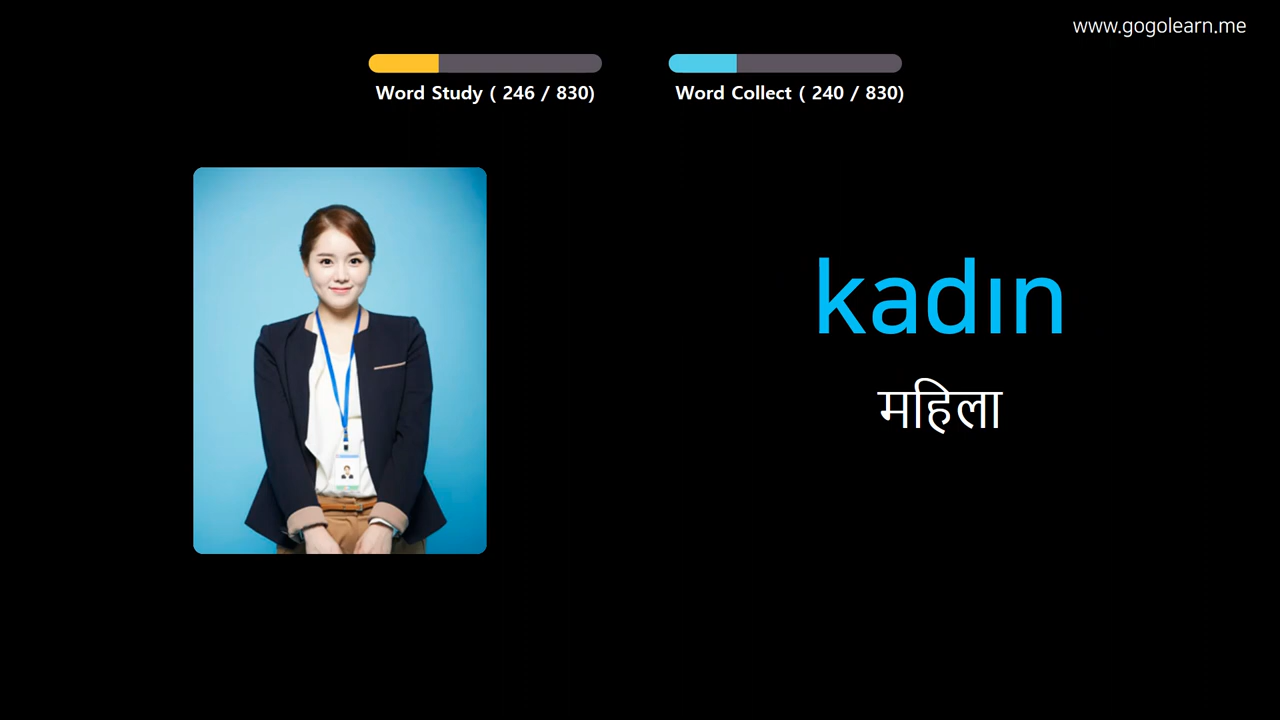 www.gogolearn.me
Word Study ( 246 / 830)
Word Collect ( 240 / 830)
kadın
महिला